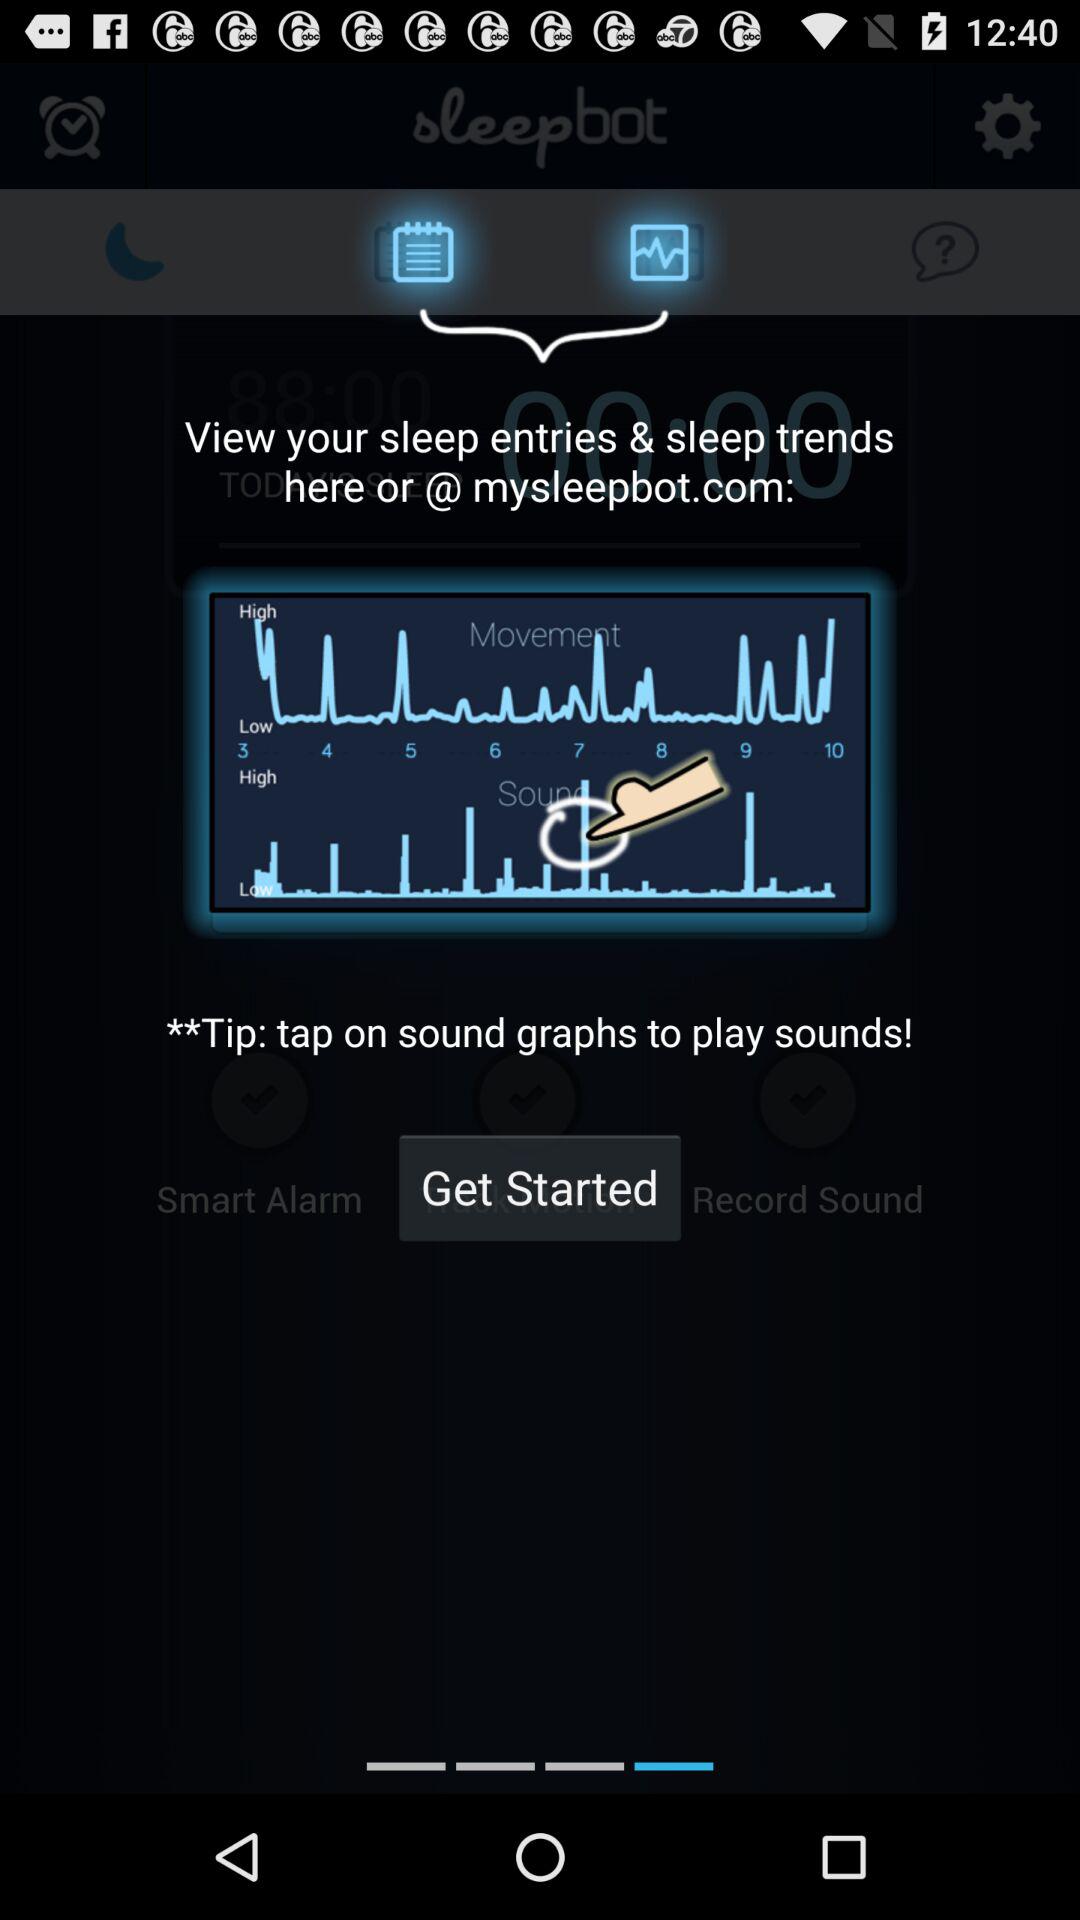 12:40
sleepbot
88:00
00:00
View your sleep entries & sleep trends
here or @ mysleepbot.com:
TODAY'S SLEEP
High
Movement
Low
3 4 5 6 7 8 9 10
High
Sound
Low
**Tip: tap on sound graphs to play sounds!
Get Started
Smart Alarm
Track Motion
Record Sound